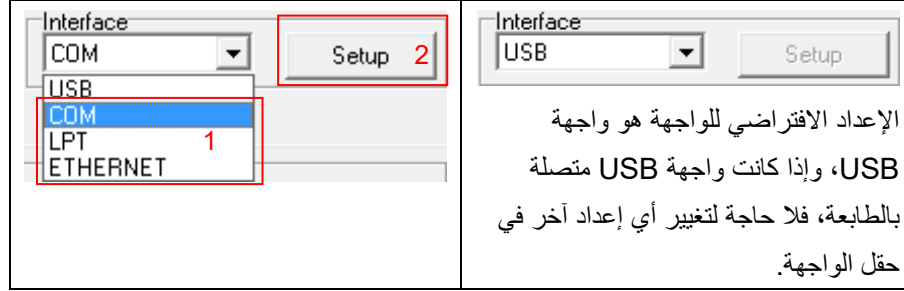 Interface
COM
Setup 2
USB
COM
LPT 1
ETHERNET
Interface
USB
Setup
الإعداد الافتراضي للواجهة هو واجهة
USB، وإذا كانت واجهة USB متصلة
بالطابعة، فلا حاجة لتغيير أي إعداد آخر في
حقل الواجهة.